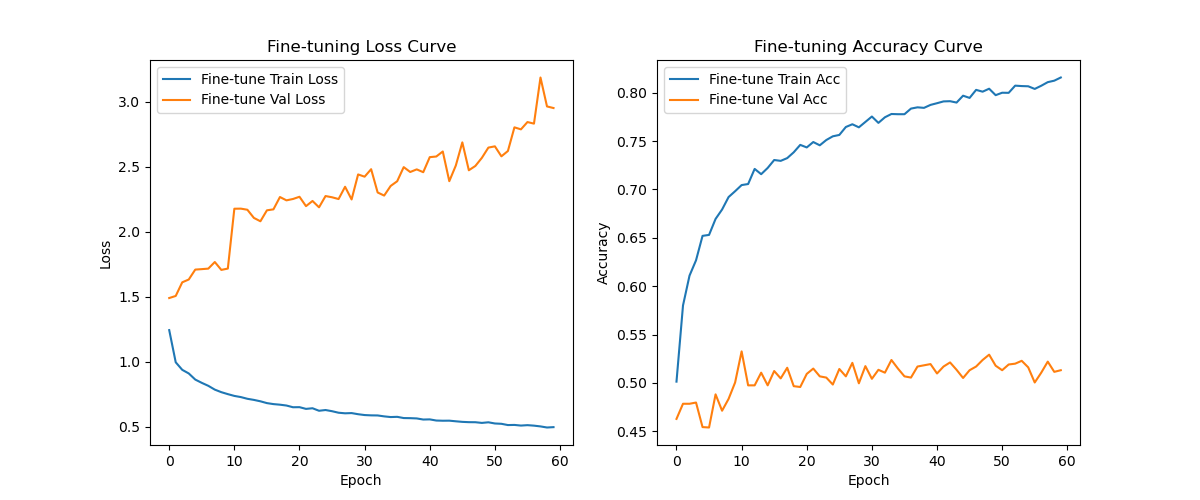 Fine-tuning Loss Curve
Fine-tune Train Loss
Fine-tune Val Loss
3.0
2.5
2.0
1.5
1.0
0.5
Loss
0 10 20 30 40 50 60
Epoch
Fine-tuning Accuracy Curve
Fine-tune Train Acc
Fine-tune Val Acc
0.80
0.75
0.70
0.65
0.60
0.55
0.50
0.45
Accuracy
0 10 20 30 40 50 60
Epoch